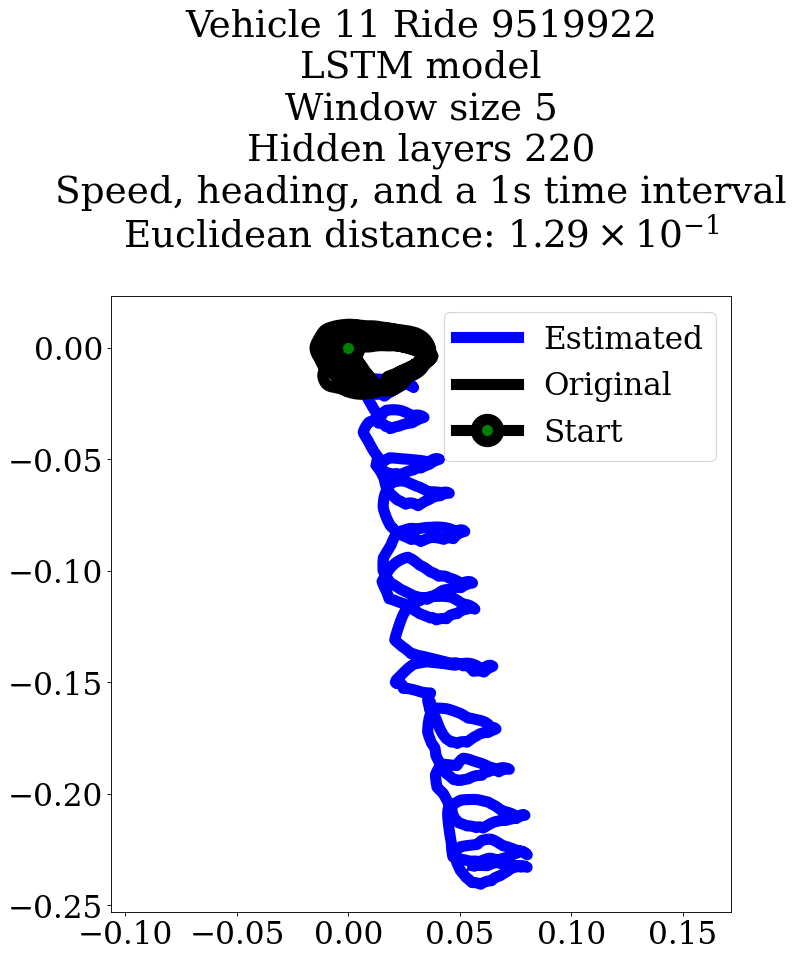 Vehicle 11 Ride 9519922
LSTM model
Window size 5
Hidden layers 220
Speed, heading, and a 1s time interval
Euclidean distance: 1.29 × 10⁻¹
Estimated
Original
Start
0.00
−0.05
−0.10
−0.15
−0.20
−0.25
−0.10 −0.05 0.00 0.05 0.10 0.15